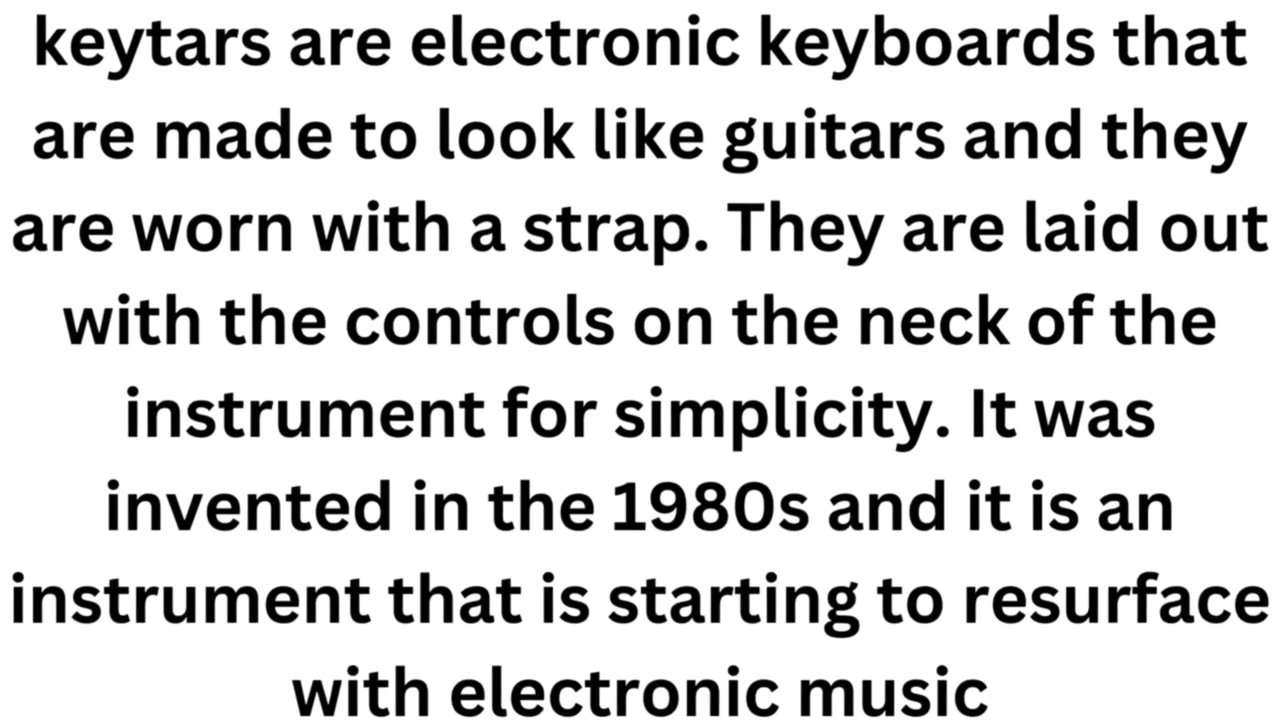 keytars are electronic keyboards that
are made to look like guitars and they
are worn with a strap. They are laid out
with the controls on the neck of the
instrument for simplicity. It was
invented in the 1980s and it is an
instrument that is starting to resurface
with electronic music